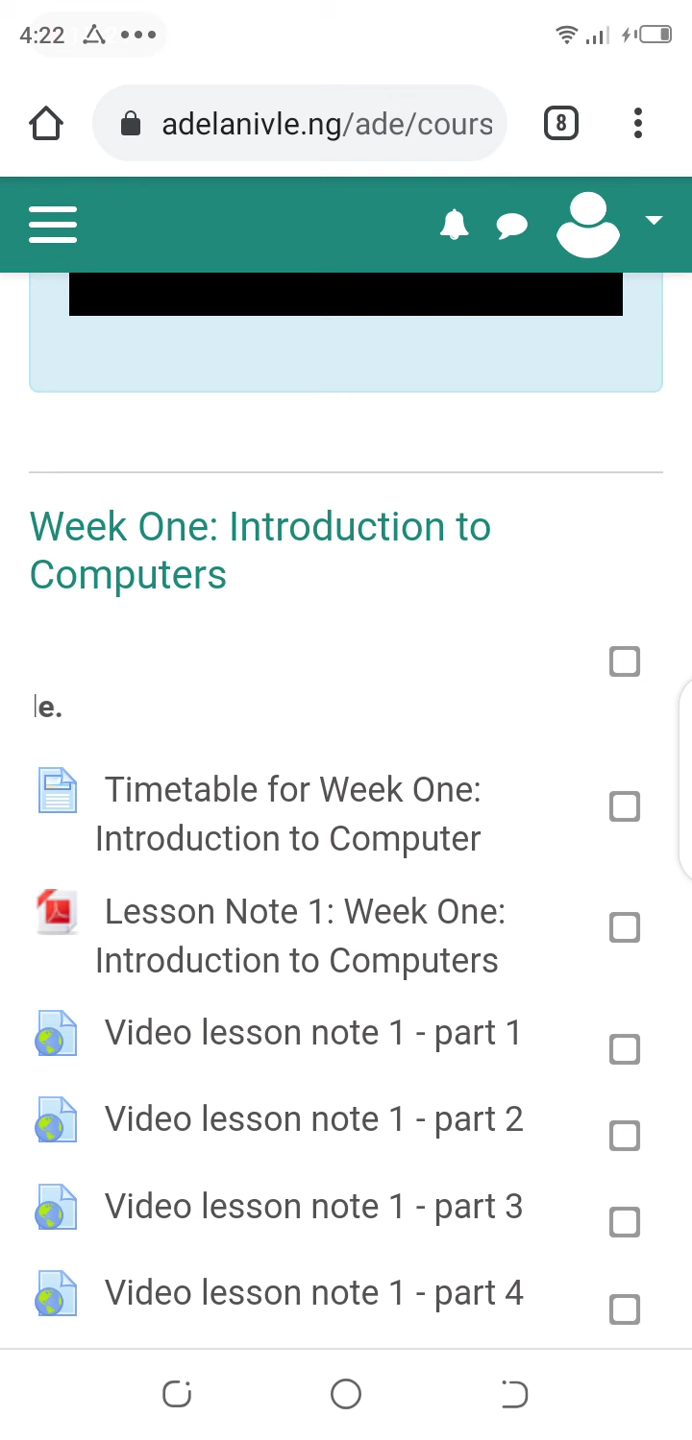 4:22
adelanivle.ng/ade/cours
8
Week One: Introduction to
Computers
e.
Timetable for Week One:
Introduction to Computer
Lesson Note 1: Week One:
Introduction to Computers
Video lesson note 1 - part 1
Video lesson note 1 - part 2
Video lesson note 1 - part 3
Video lesson note 1 - part 4